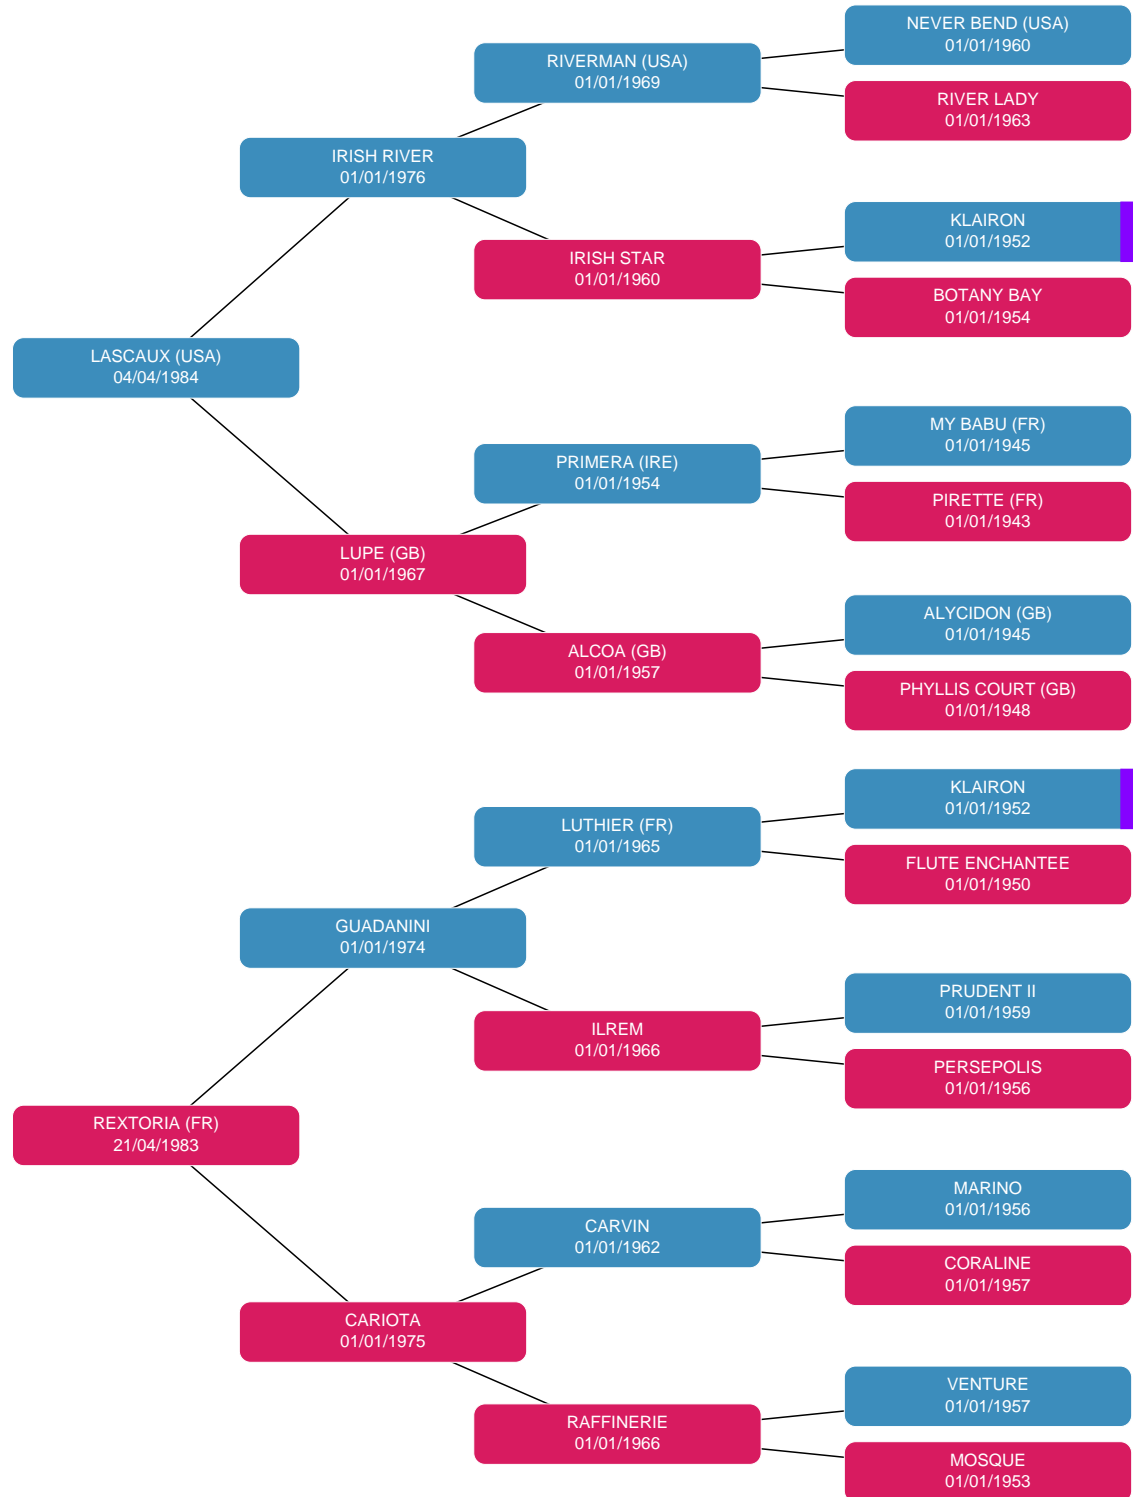 NEVER BEND (USA)
01/01/1960
RIVERMAN (USA)
01/01/1969
RIVER LADY
01/01/1963
IRISH RIVER
01/01/1976
KLAIRON
01/01/1952
IRISH STAR
01/01/1960
BOTANY BAY
01/01/1954
LASCAUX (USA)
04/04/1984
MY BABU (FR)
01/01/1945
PRIMERA (IRE)
01/01/1954
PIRETTE (FR)
01/01/1943
LUPE (GB)
01/01/1967
ALYCIDON (GB)
01/01/1945
ALCOA (GB)
01/01/1957
PHYLLIS COURT (GB)
01/01/1948
KLAIRON
01/01/1952
LUTHIER (FR)
01/01/1965
FLUTE ENCHANTEE
01/01/1950
GUADANINI
01/01/1974
PRUDENT II
01/01/1959
ILREM
01/01/1966
PERSEPOLIS
01/01/1956
REXTORIA (FR)
21/04/1983
MARINO
01/01/1956
CARVIN
01/01/1962
CORALINE
01/01/1957
CARIOTA
01/01/1975
VENTURE
01/01/1957
RAFFINERIE
01/01/1966
MOSQUE
01/01/1953